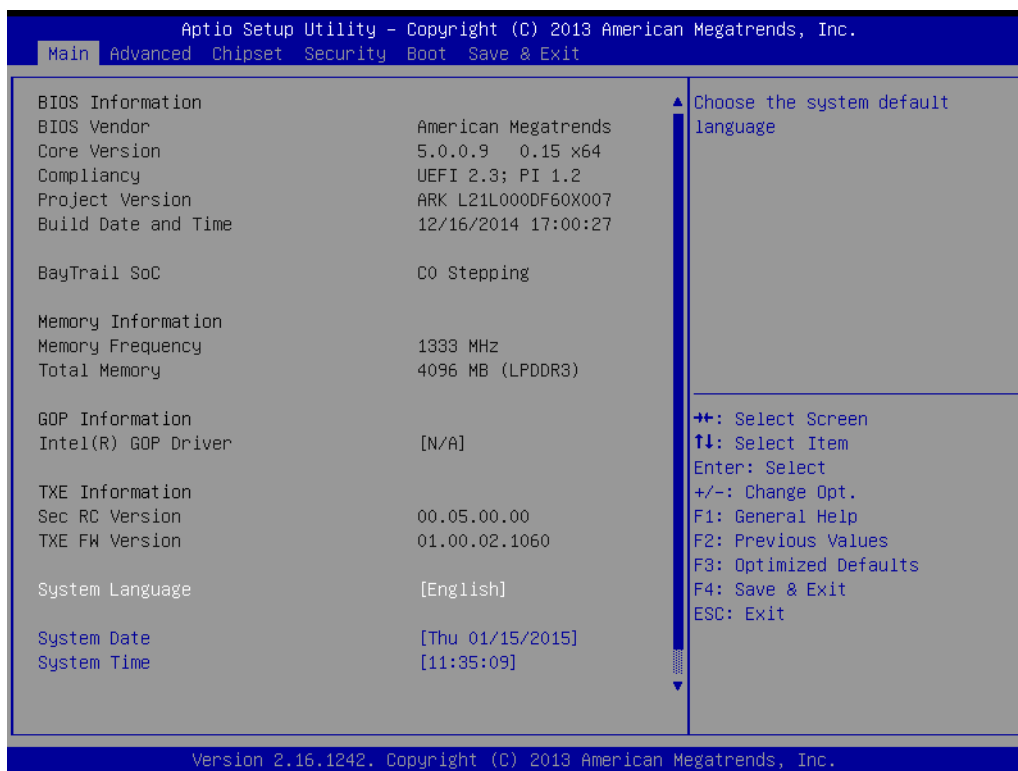 Aptio Setup Utility – Copyright (C) 2013 American Megatrends, Inc.
Main Advanced Chipset Security Boot Save & Exit
BIOS Information
BIOS Vendor American Megatrends
Core Version 5.0.0.9 0.15 x64
Compliancy UEFI 2.3; PI 1.2
Project Version ARK L21L000DF60X007
Build Date and Time 12/16/2014 17:00:27
BayTrail SoC C0 Stepping
Memory Information
Memory Frequency 1333 MHz
Total Memory 4096 MB (LPDDR3)
GOP Information
Intel(R) GOP Driver [N/A]
TXE Information
Sec RC Version 00.05.00.00
TXE FW Version 01.00.02.1060
System Language [English]
System Date [Thu 01/15/2015]
System Time [11:35:09]
Choose the system default
language
→←: Select Screen
↑↓: Select Item
Enter: Select
+/-: Change Opt.
F1: General Help
F2: Previous Values
F3: Optimized Defaults
F4: Save & Exit
ESC: Exit
Version 2.16.1242. Copyright (C) 2013 American Megatrends, Inc.